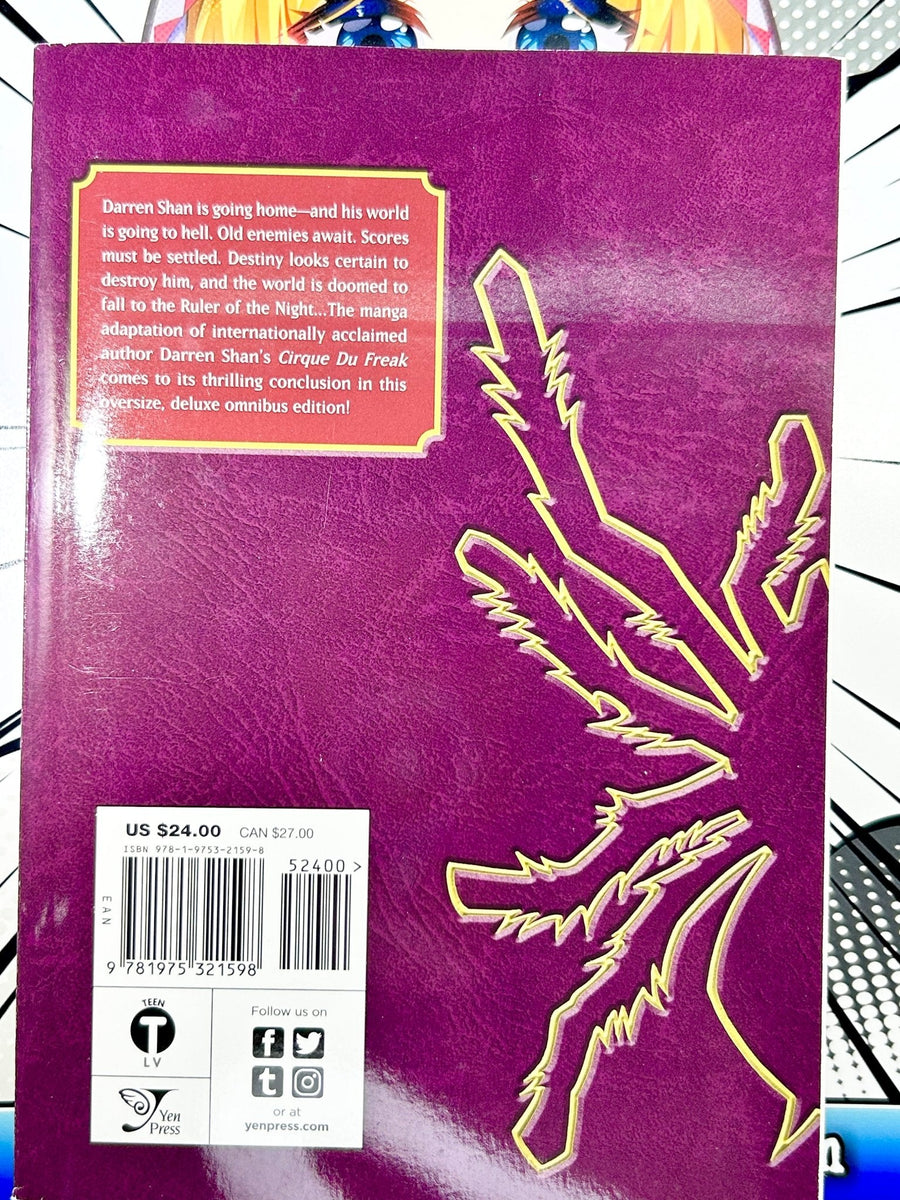 Darren Shan is going home—and his world
is going to hell. Old enemies await. Scores
must be settled. Destiny looks certain to
destroy him, and the world is doomed to
fall to the Ruler of the Night...The manga
adaptation of internationally acclaimed
author Darren Shan's Cirque Du Freak
comes to its thrilling conclusion in this
oversize, deluxe omnibus edition!
US $24.00 CAN $27.00
ISBN 978-1-9753-2159-8
52400 >
EAN
9 781975 321598
TEEN
T
LV
Yen
Press
Follow us on
f
t
or at
yenpress.com